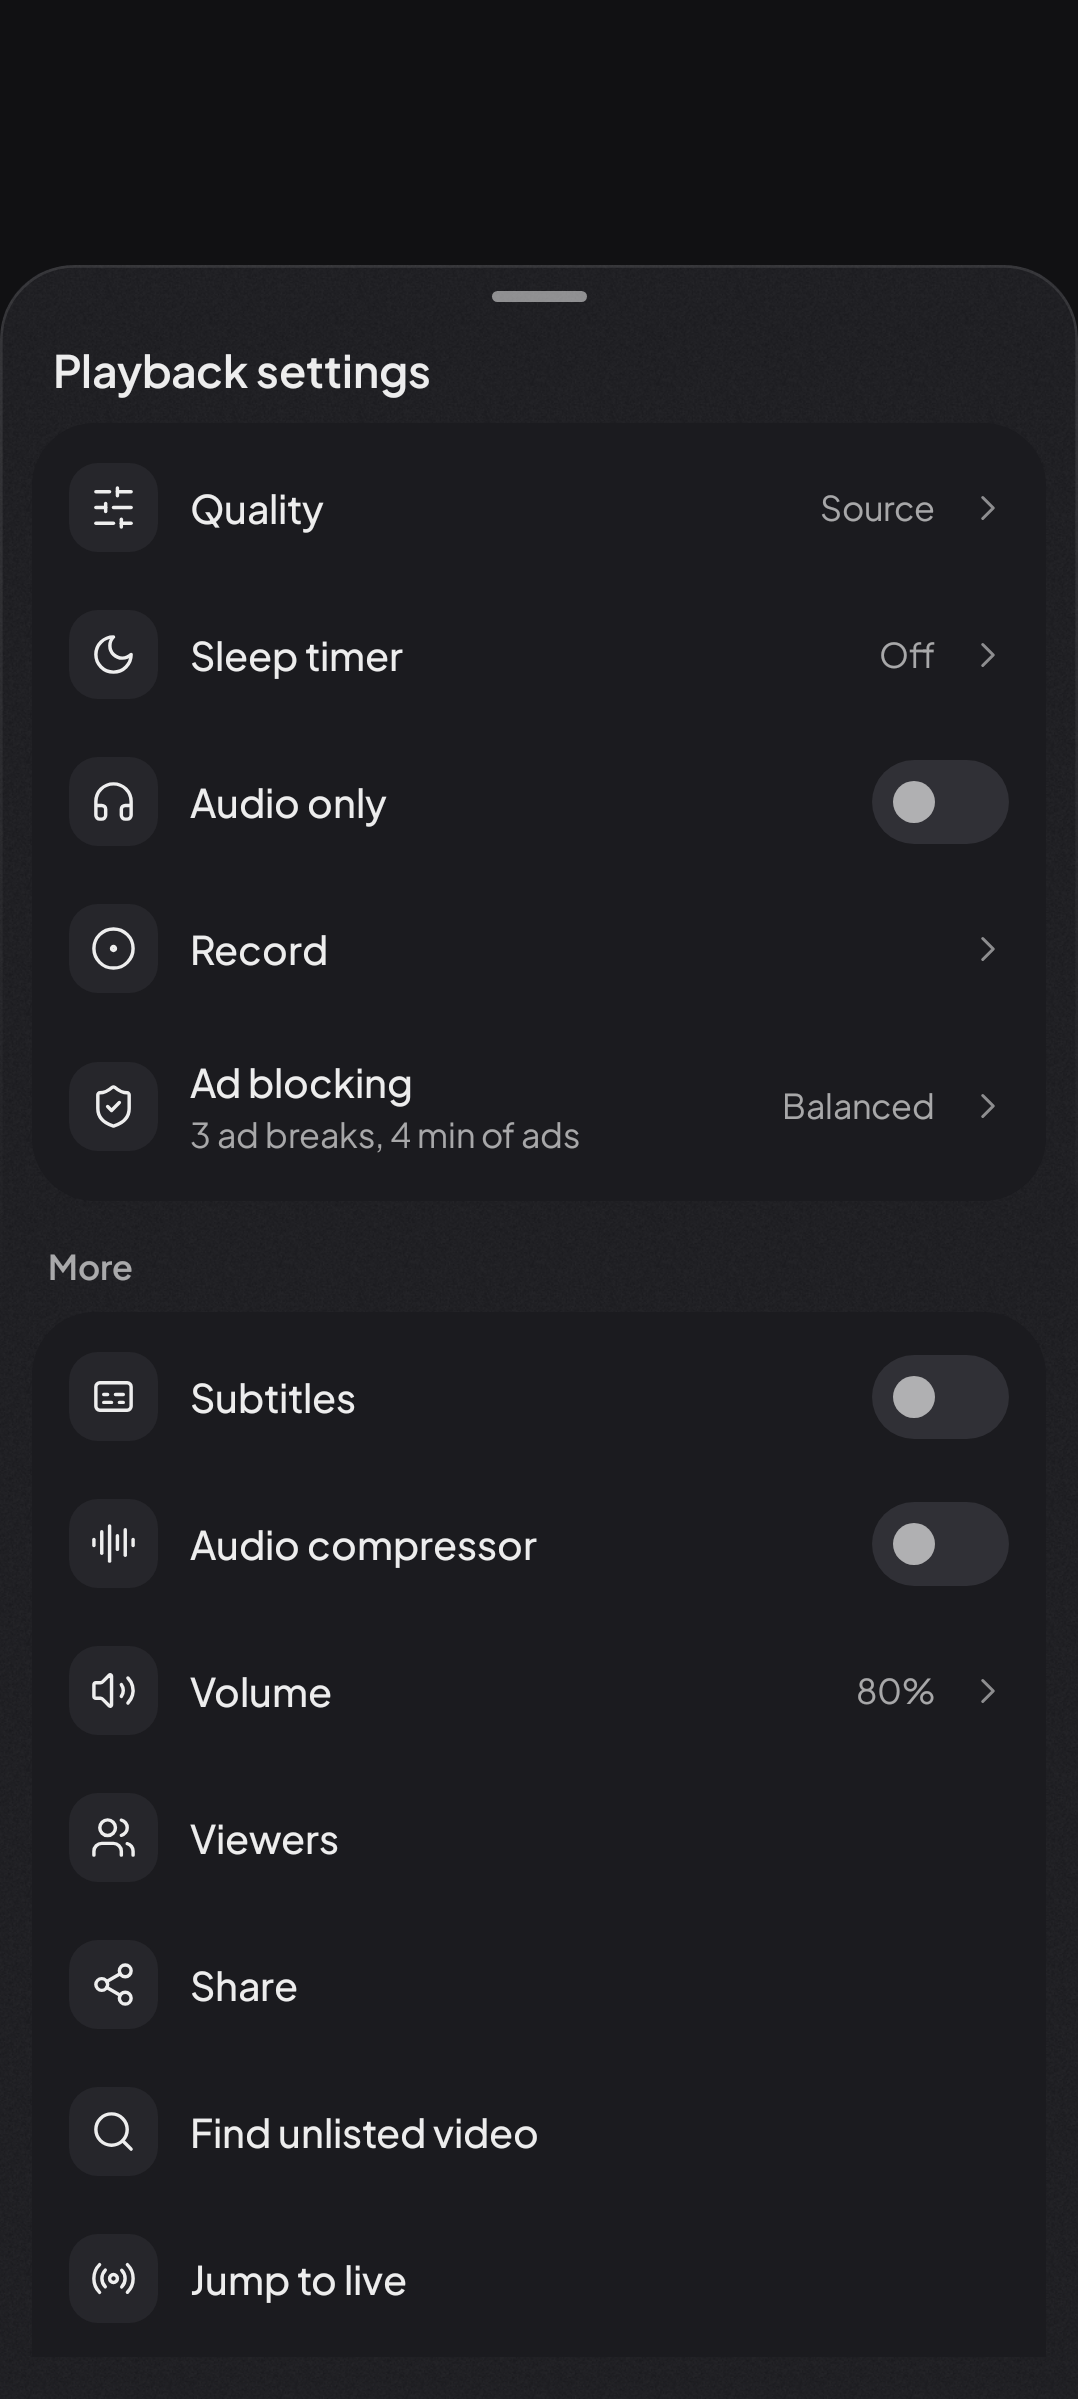 Playback settings
Quality
Source
Sleep timer
Off
Audio only
Record
Ad blocking
3 ad breaks, 4 min of ads
Balanced
More
Subtitles
Audio compressor
Volume
80%
Viewers
Share
Find unlisted video
Jump to live